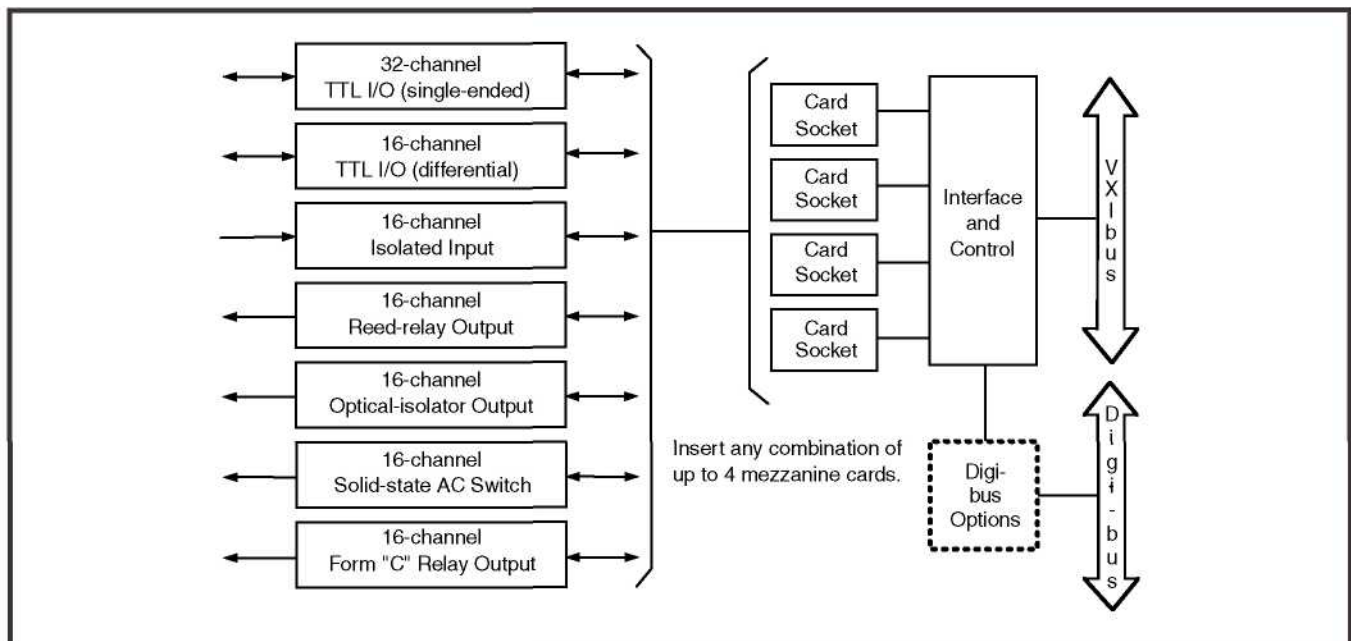 32-channel
TTL I/O (single-ended)
16-channel
TTL I/O (differential)
16-channel
Isolated Input
16-channel
Reed-relay Output
16-channel
Optical-isolator Output
16-channel
Solid-state AC Switch
16-channel
Form "C" Relay Output
Card
Socket
Card
Socket
Card
Socket
Card
Socket
Insert any combination of
up to 4 mezzanine cards.
Interface
and
Control
Digi-
bus
Options
VXIbus
Digi-bus